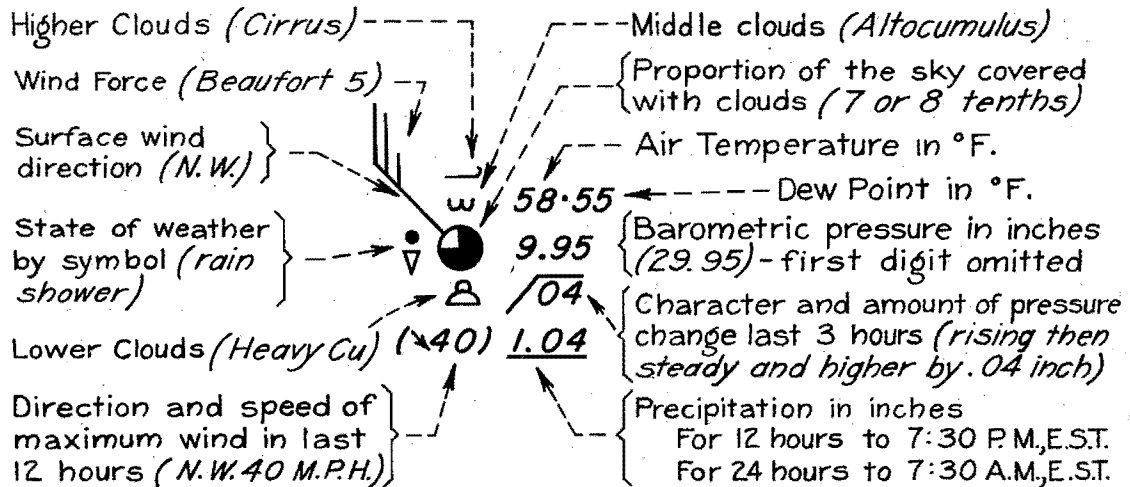 Higher Clouds (Cirrus)
Wind Force (Beaufort 5)
Surface wind
direction (N.W.)
State of weather
by symbol (rain
shower)
Lower Clouds (Heavy Cu)
Direction and speed of
maximum wind in last
12 hours (N.W. 40 M.P.H.)
58·55
9.95
/04
(↘40) 1.04
Middle clouds (Altocumulus)
Proportion of the sky covered
with clouds (7 or 8 tenths)
Air Temperature in °F.
Dew Point in °F.
Barometric pressure in inches
(29.95)-first digit omitted
Character and amount of pressure
change last 3 hours (rising then
steady and higher by .04 inch)
Precipitation in inches
For 12 hours to 7:30 P.M.,E.S.T.
For 24 hours to 7:30 A.M.,E.S.T.